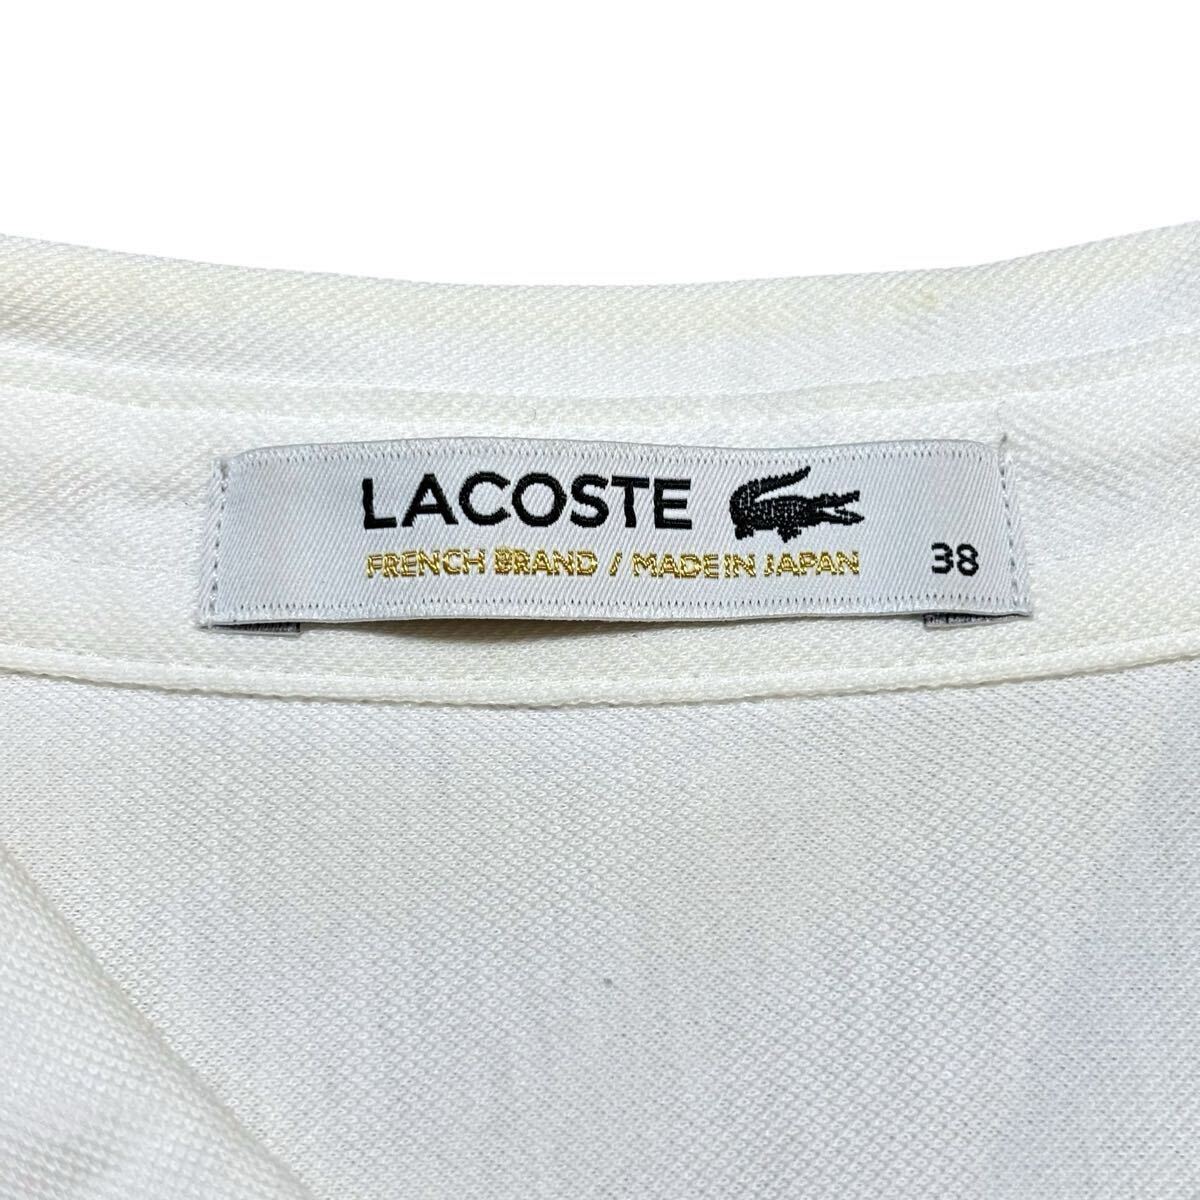 LACOSTE
FRENCH BRAND / MADE IN JAPAN
38